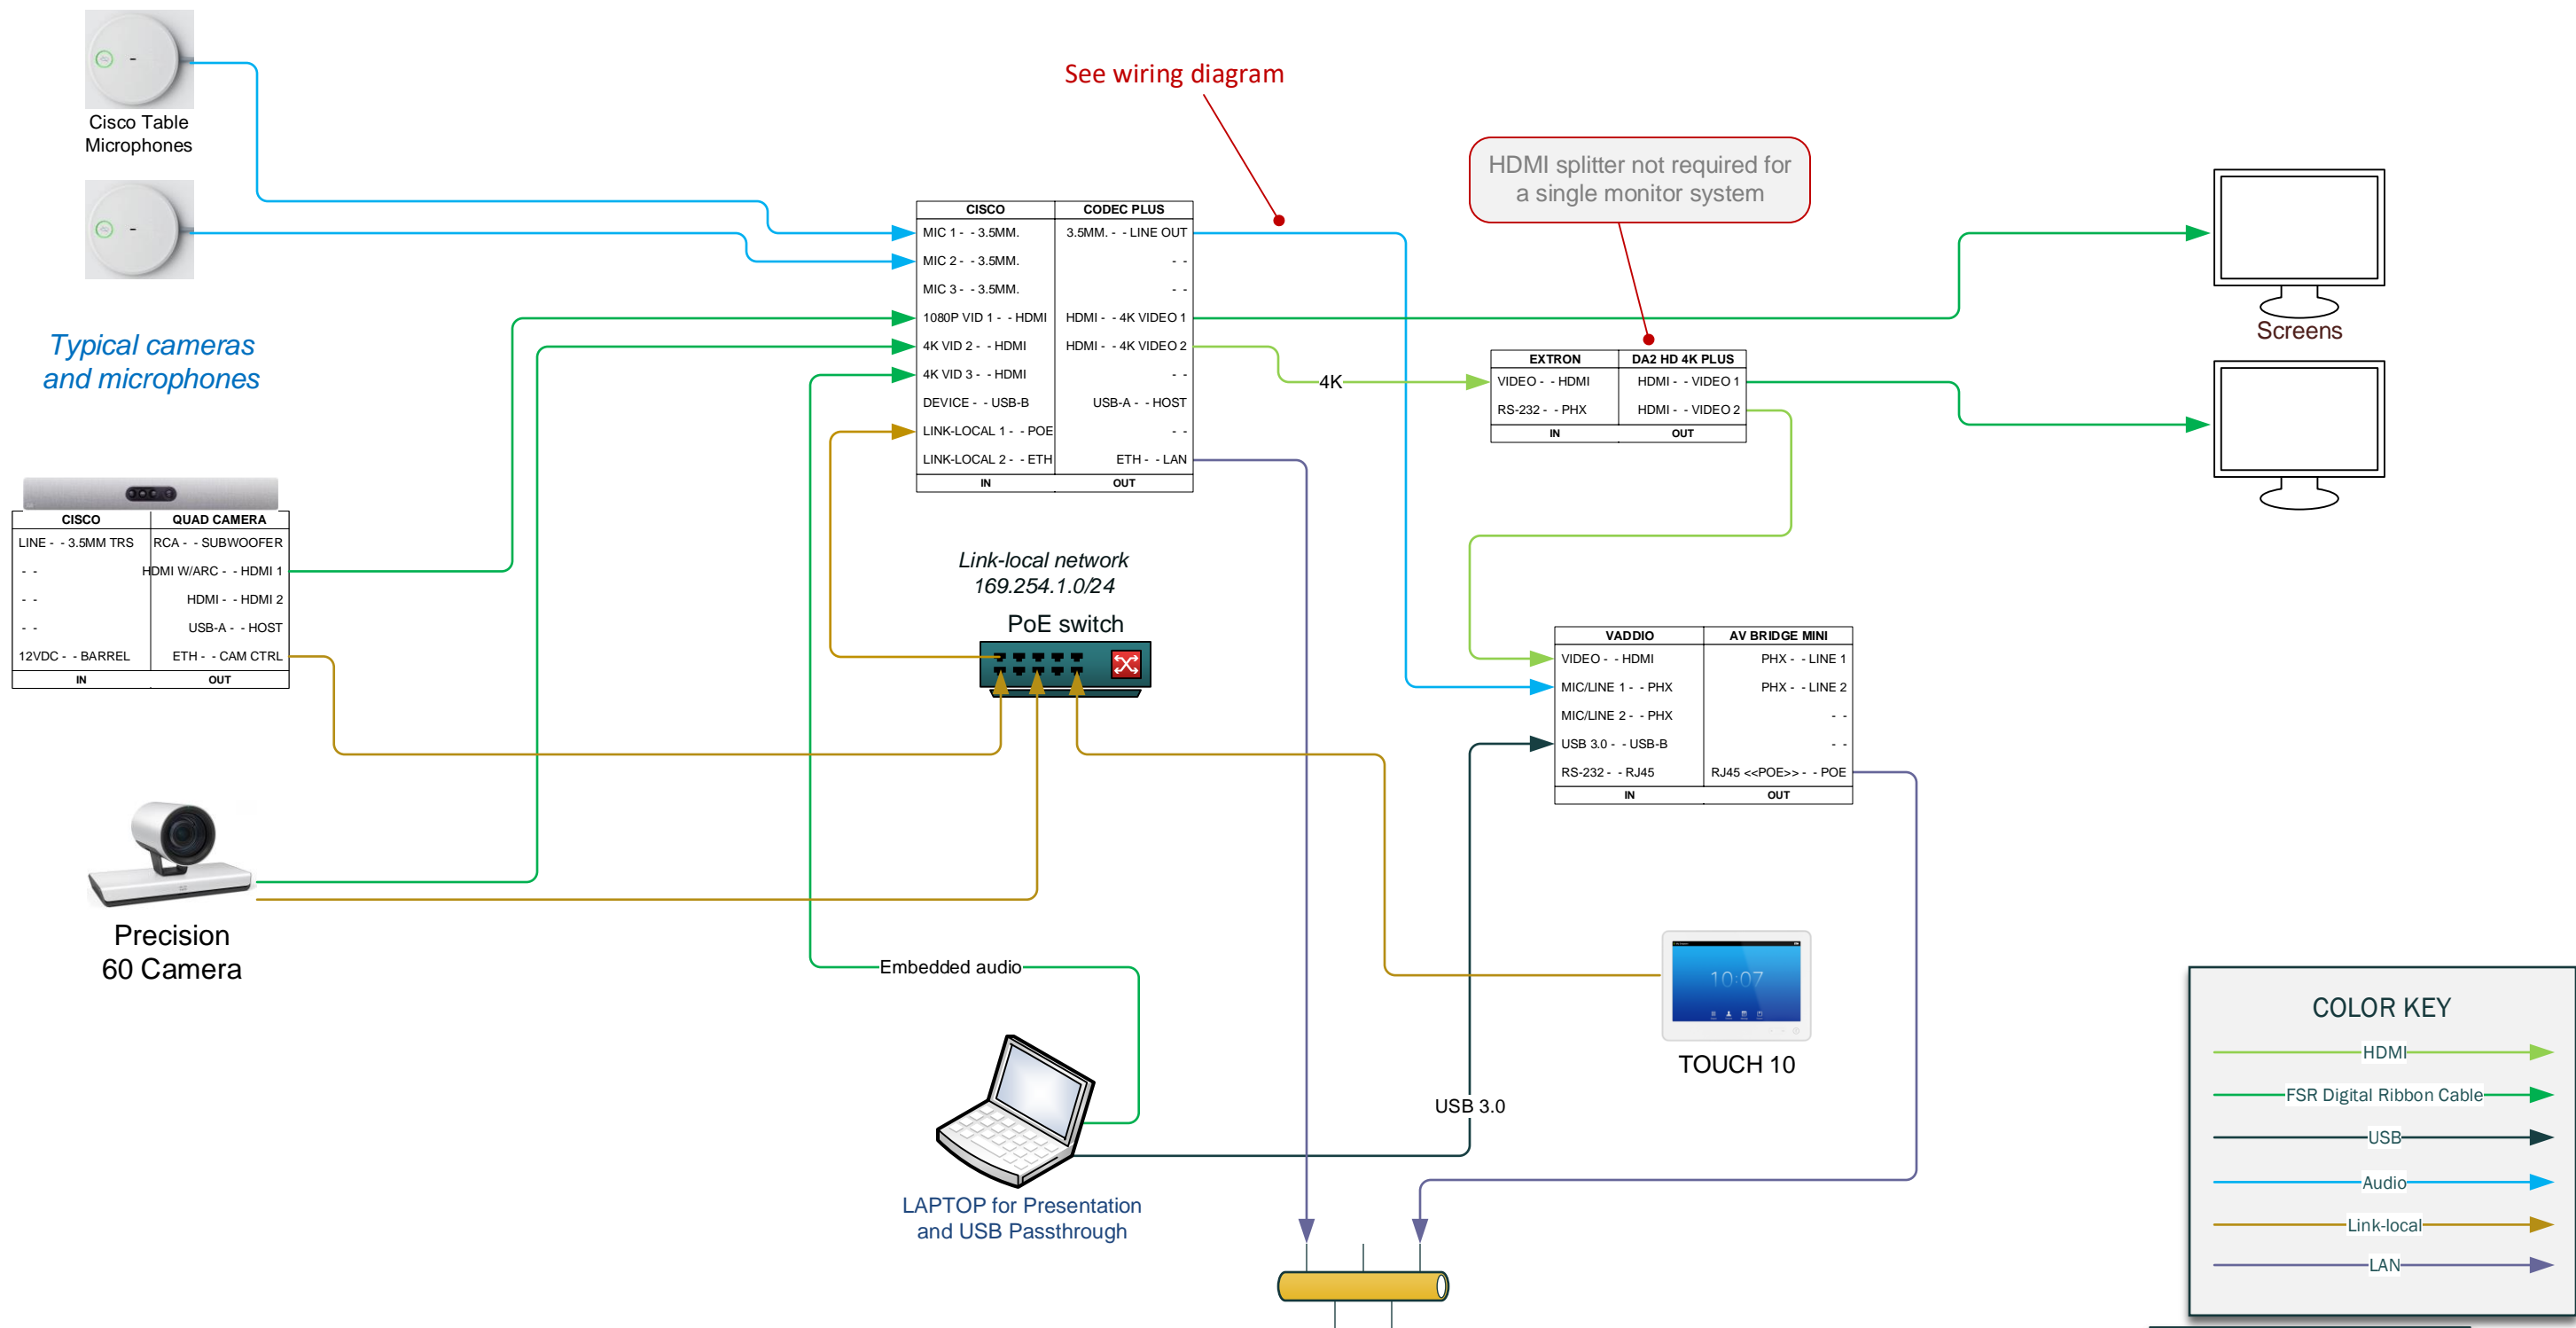 Cisco Table
Microphones
Typical cameras
and microphones
CISCO QUAD CAMERA
LINE - - 3.5MM TRS RCA - - SUBWOOFER
- - HDMI W/ARC - - HDMI 1
- - HDMI - - HDMI 2
- - USB-A - - HOST
12VDC - - BARREL ETH - - CAM CTRL
IN OUT
Precision
60 Camera
See wiring diagram
CISCO CODEC PLUS
MIC 1 - - 3.5MM. 3.5MM. - - LINE OUT
MIC 2 - - 3.5MM. - -
MIC 3 - - 3.5MM. - -
1080P VID 1 - - HDMI HDMI - - 4K VIDEO 1
4K VID 2 - - HDMI HDMI - - 4K VIDEO 2
4K VID 3 - - HDMI - -
DEVICE - - USB-B USB-A - - HOST
LINK-LOCAL 1 - - POE - -
LINK-LOCAL 2 - - ETH ETH - - LAN
IN OUT
HDMI splitter not required for
a single monitor system
4K
EXTRON DA2 HD 4K PLUS
VIDEO - - HDMI HDMI - - VIDEO 1
RS-232 - - PHX HDMI - - VIDEO 2
IN OUT
Screens
Link-local network
169.254.1.0/24
PoE switch
VADDIO AV BRIDGE MINI
VIDEO - - HDMI PHX - - LINE 1
MIC/LINE 1 - - PHX PHX - - LINE 2
MIC/LINE 2 - - PHX - -
USB 3.0 - - USB-B - -
RS-232 - - RJ45 RJ45 <<POE>> - - POE
IN OUT
Embedded audio
10:07
TOUCH 10
USB 3.0
LAPTOP for Presentation
and USB Passthrough
COLOR KEY
HDMI
FSR Digital Ribbon Cable
USB
Audio
Link-local
LAN